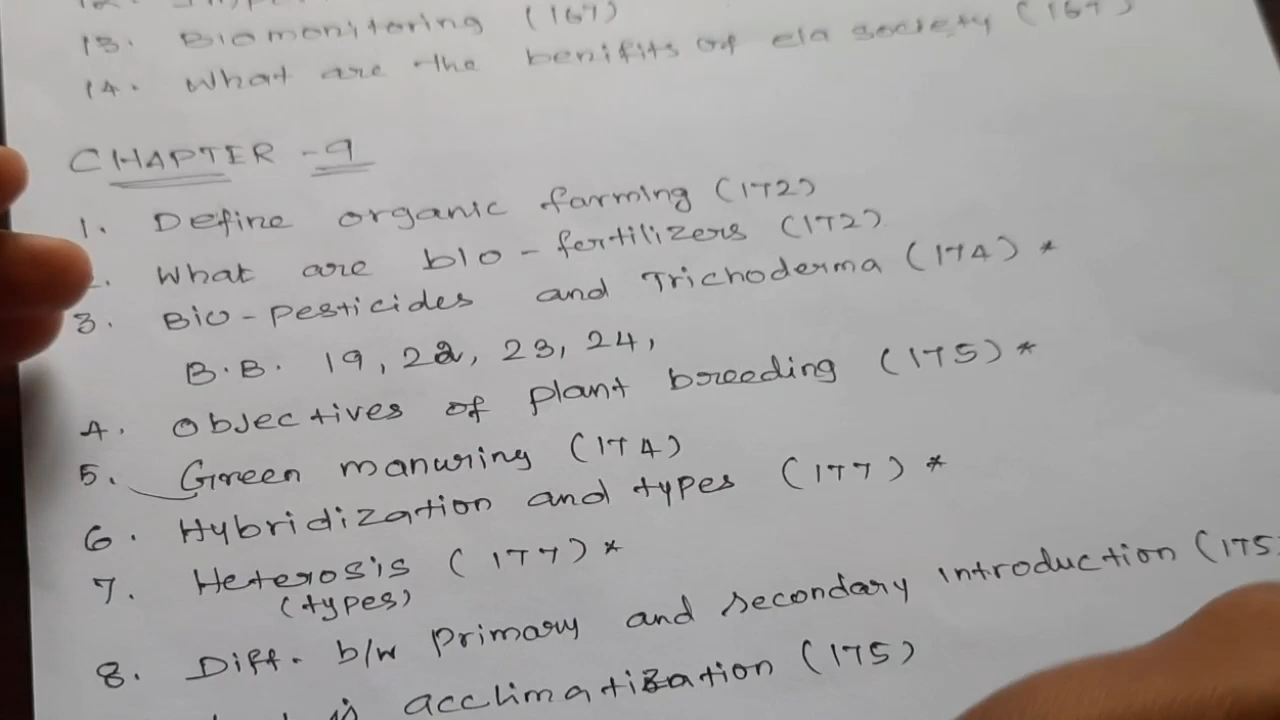 13. Biomonitoring (167)
14. What are the benifits of eia society (167)
CHAPTER - 9
1. Define organic farming (172)
2. What are bio - fertilizers (172)
3. Bio - pesticides and Trichoderma (174) *
B.B. 19, 22, 23, 24,
4. Objectives of plant breeding (175) *
5. Green manuring (174)
6. Hybridization and types (177) *
7. Heterosis (177) *
(types)
8. Diff. b/w primary and secondary introduction (175
is acclimatization (175)